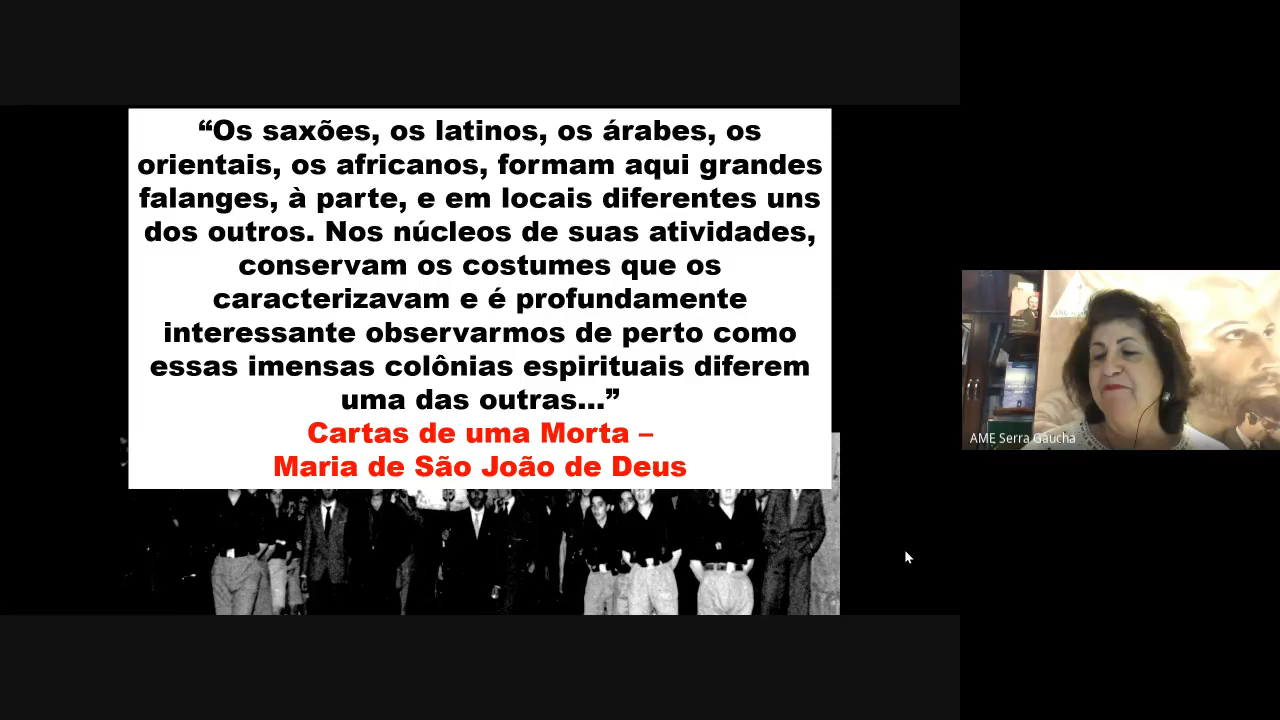 “Os saxões, os latinos, os árabes, os
orientais, os africanos, formam aqui grandes
falanges, à parte, e em locais diferentes uns
dos outros. Nos núcleos de suas atividades,
conservam os costumes que os
caracterizavam e é profundamente
interessante observarmos de perto como
essas imensas colônias espirituais diferem
uma das outras...”
Cartas de uma Morta –
Maria de São João de Deus
AME Serra Gaúcha